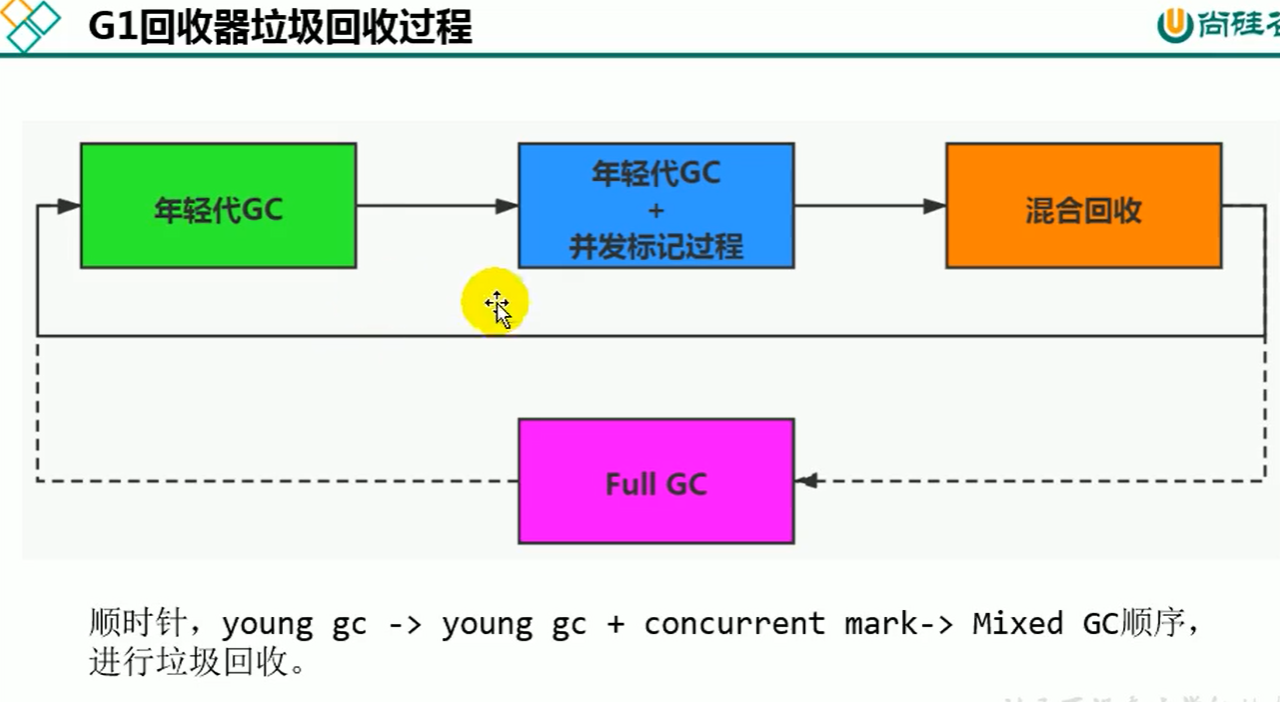 G1回收器垃圾回收过程
尚硅
年轻代GC
年轻代GC
+
并发标记过程
混合回收
Full GC
顺时针，young gc -> young gc + concurrent mark-> Mixed GC顺序，
进行垃圾回收。